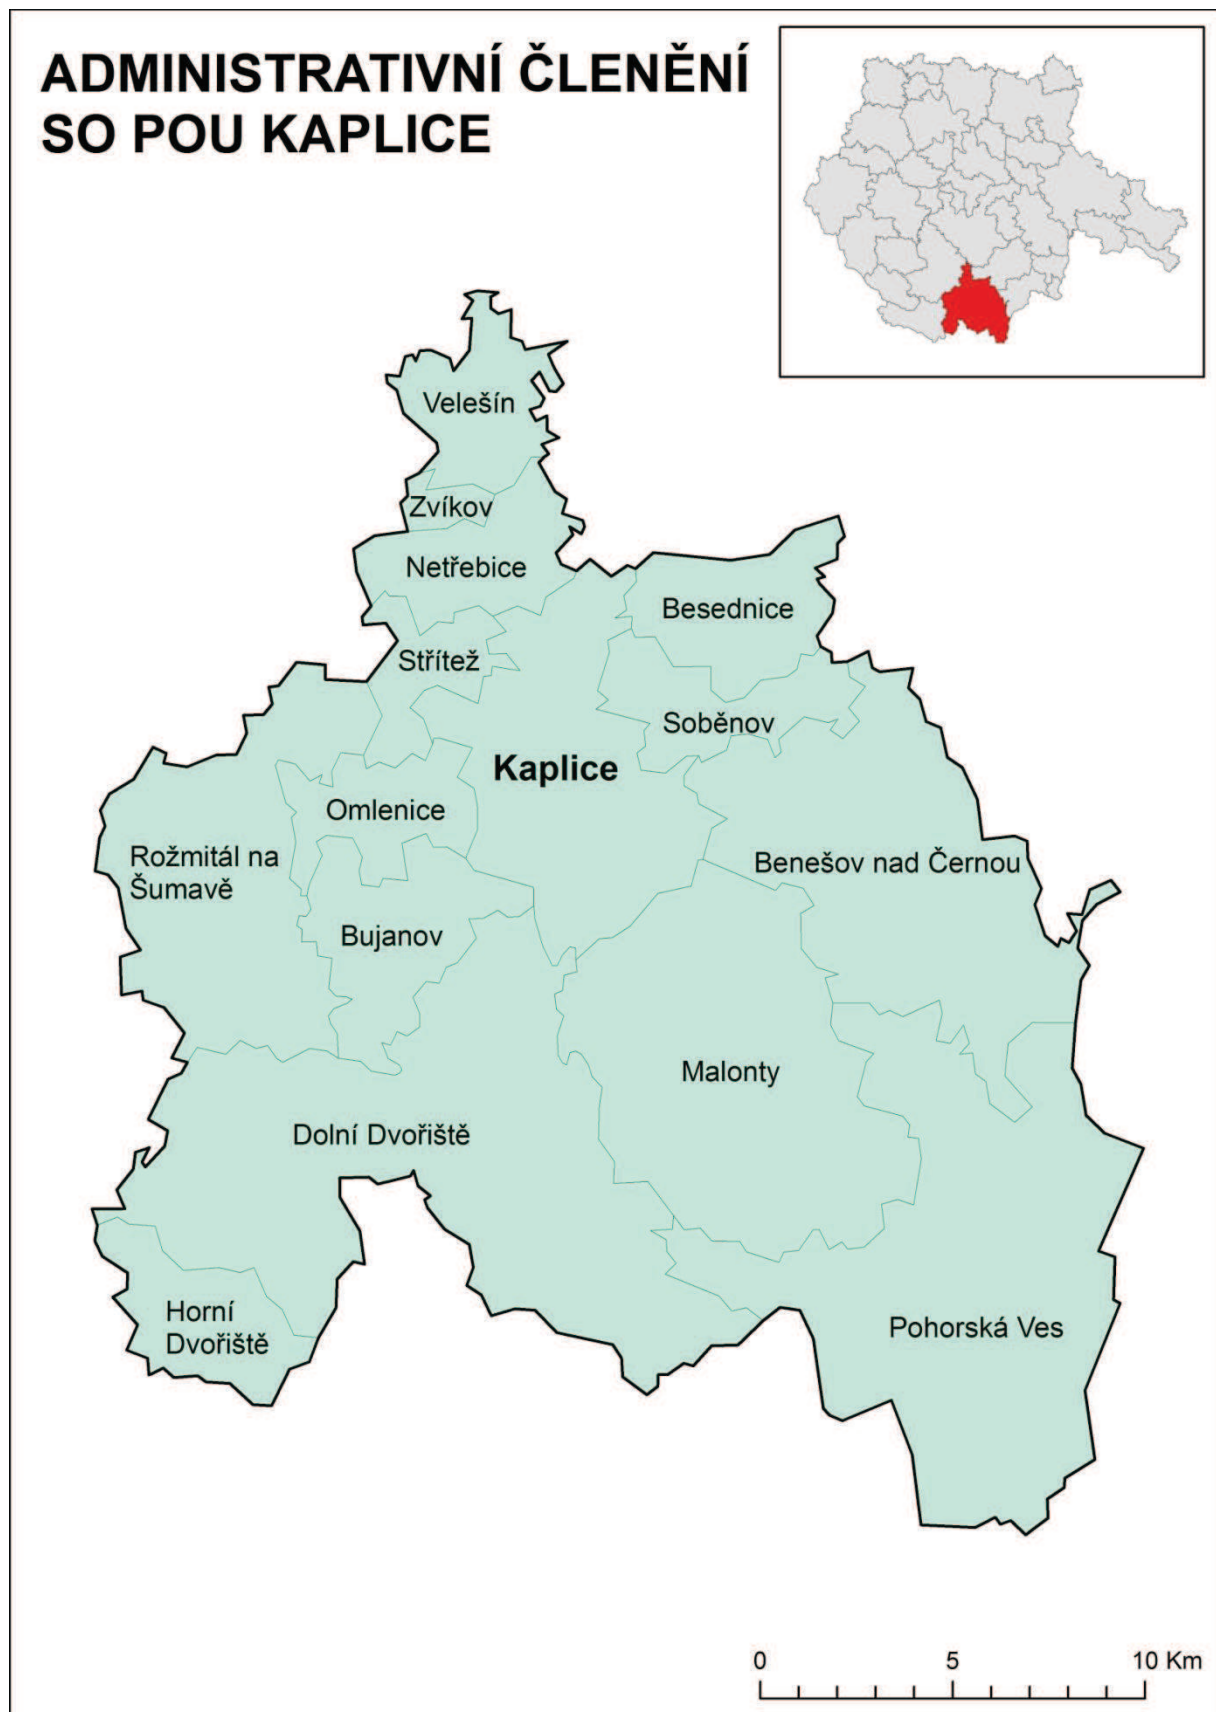 ADMINISTRATIVNÍ ČLENĚNÍ
SO POU KAPLICE
Velešín
Zvíkov
Netřebice
Besednice
Střítež
Soběnov
Kaplice
Omlenice
Rožmitál na
Šumavě
Benešov nad Černou
Bujanov
Malonty
Dolní Dvořiště
Horní
Dvořiště
Pohorská Ves
0 5 10 Km